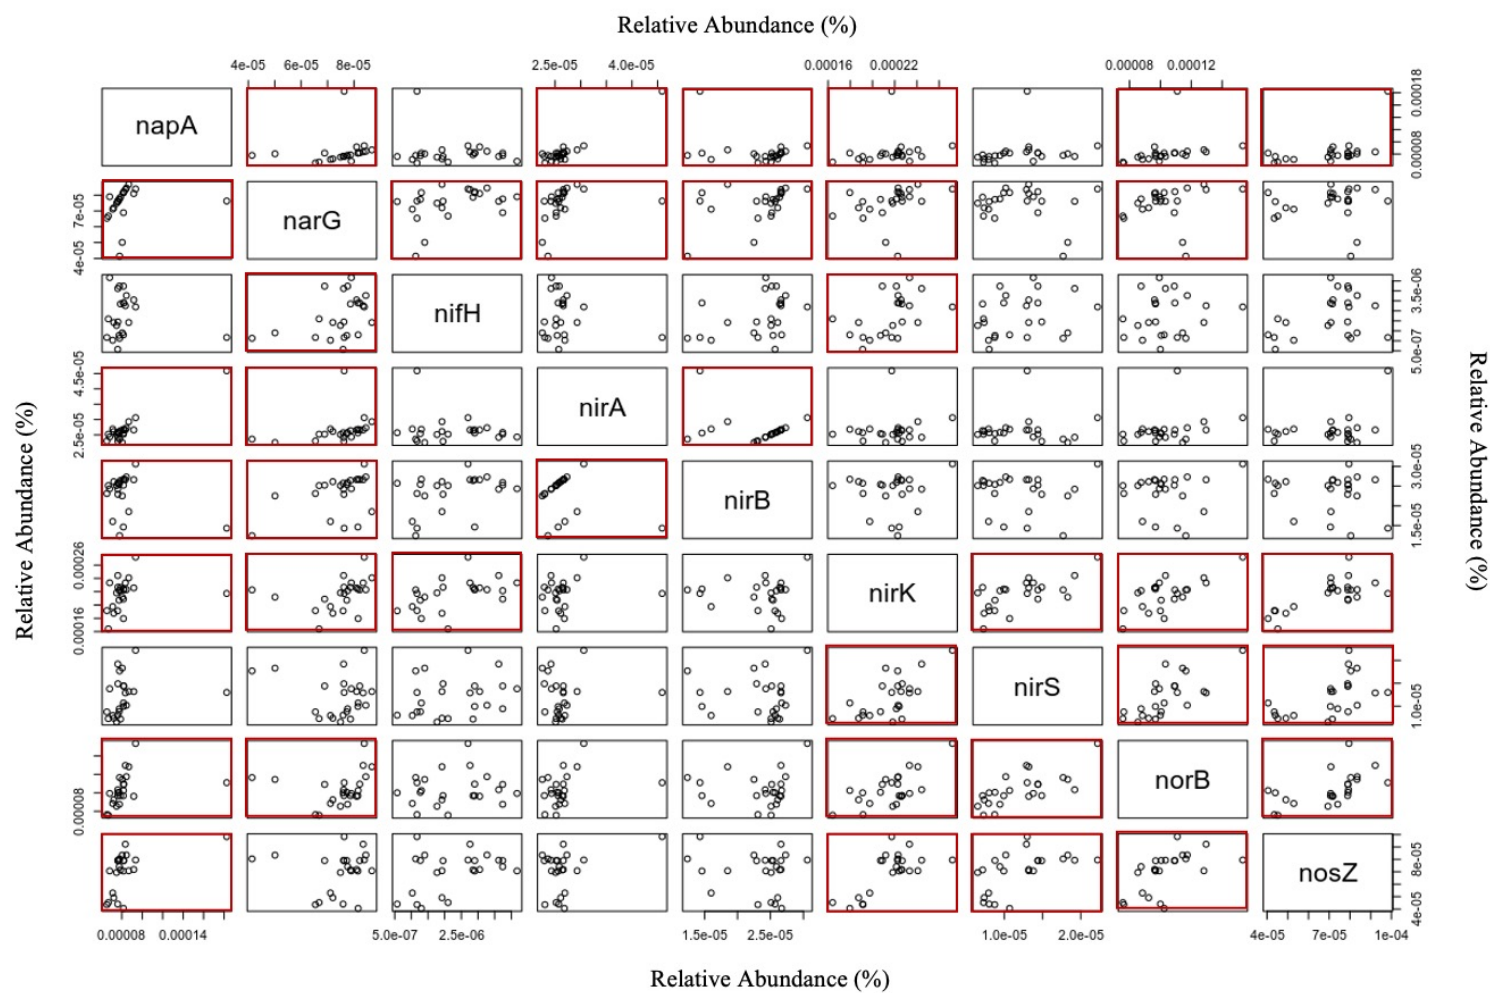 Relative Abundance (%)
4e-05 6e-05 8e-05 2.5e-05 4.0e-05 0.00016 0.00022 0.00008 0.00012
napA
0.00008 0.00018
narG
4e-05 7e-05
nifH
5.0e-07 3.5e-06
nirA
2.5e-05 4.5e-05
nirB
1.5e-05 3.0e-05
nirK
0.00016 0.00026
nirS
1.0e-05
norB
0.00008
nosZ
4e-05 8e-05
0.00008 0.00014 5.0e-07 2.5e-06 1.5e-05 2.5e-05 1.0e-05 2.0e-05 4e-05 7e-05 1e-04
Relative Abundance (%)
Relative Abundance (%)
Relative Abundance (%)